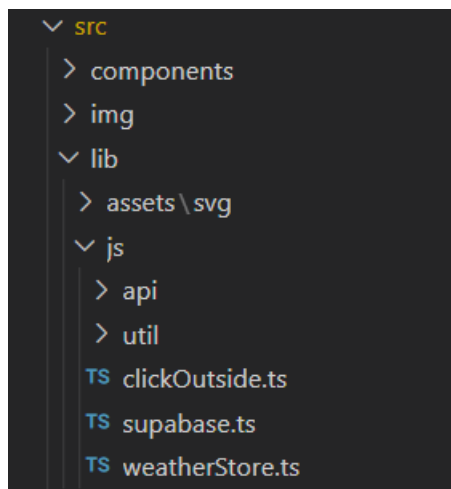 src
components
img
lib
assets\svg
js
api
util
TS clickOutside.ts
TS supabase.ts
TS weatherStore.ts